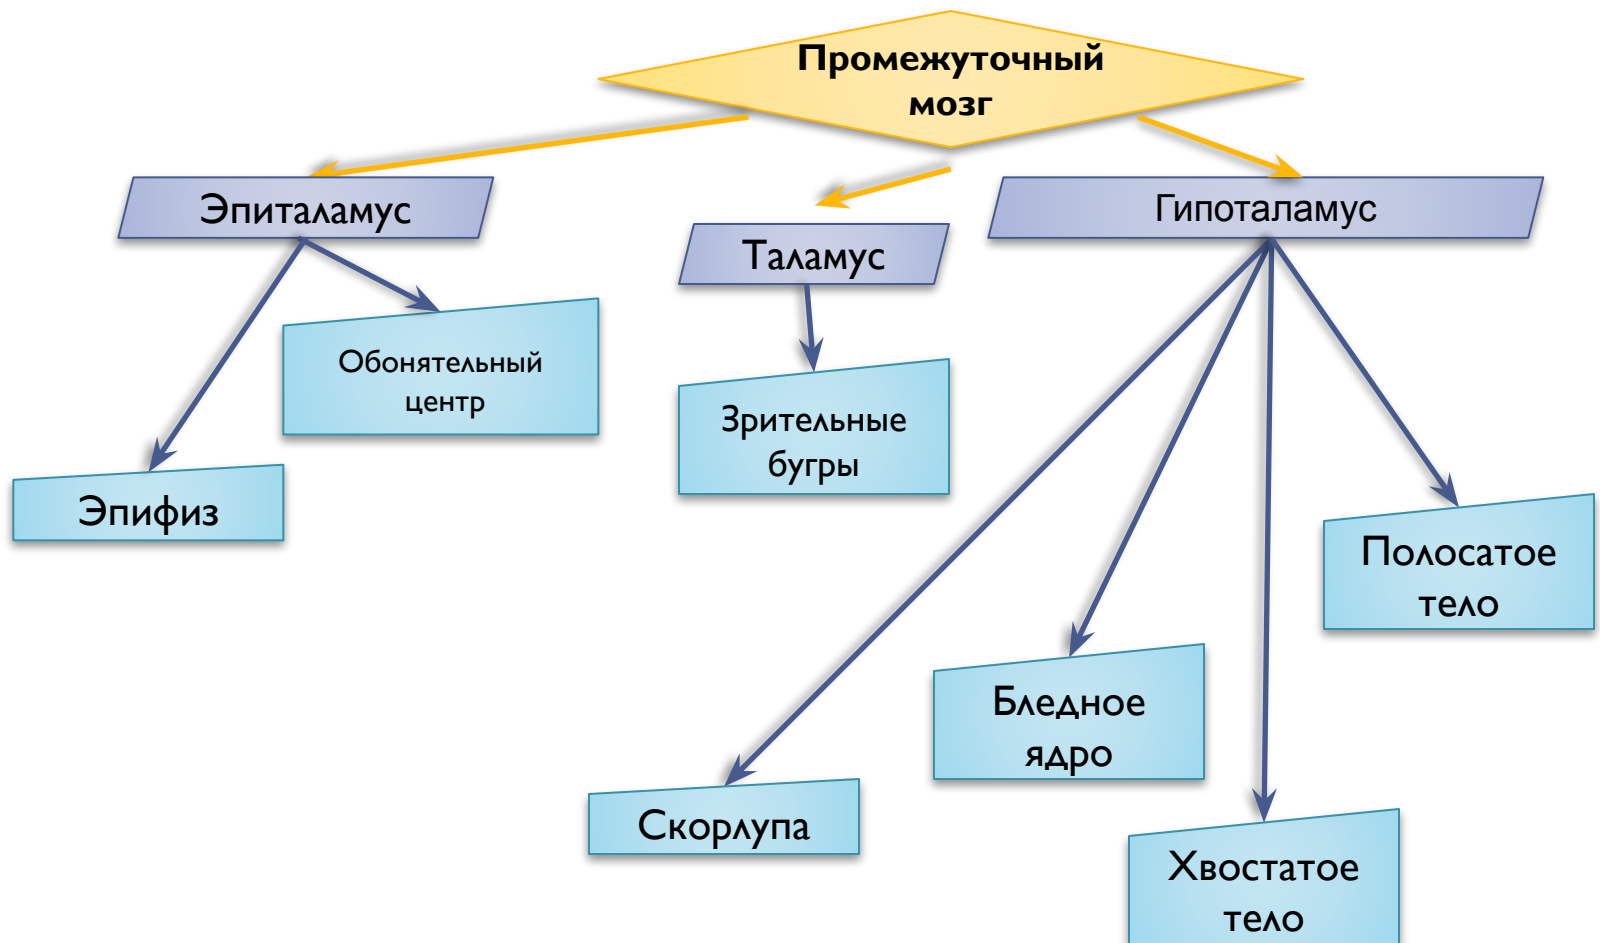 Промежуточный
мозг
Эпиталамус
Таламус
Гипоталамус
Обонятельный
центр
Зрительные
бугры
Эпифиз
Полосатое
тело
Бледное
ядро
Скорлупа
Хвостатое
тело